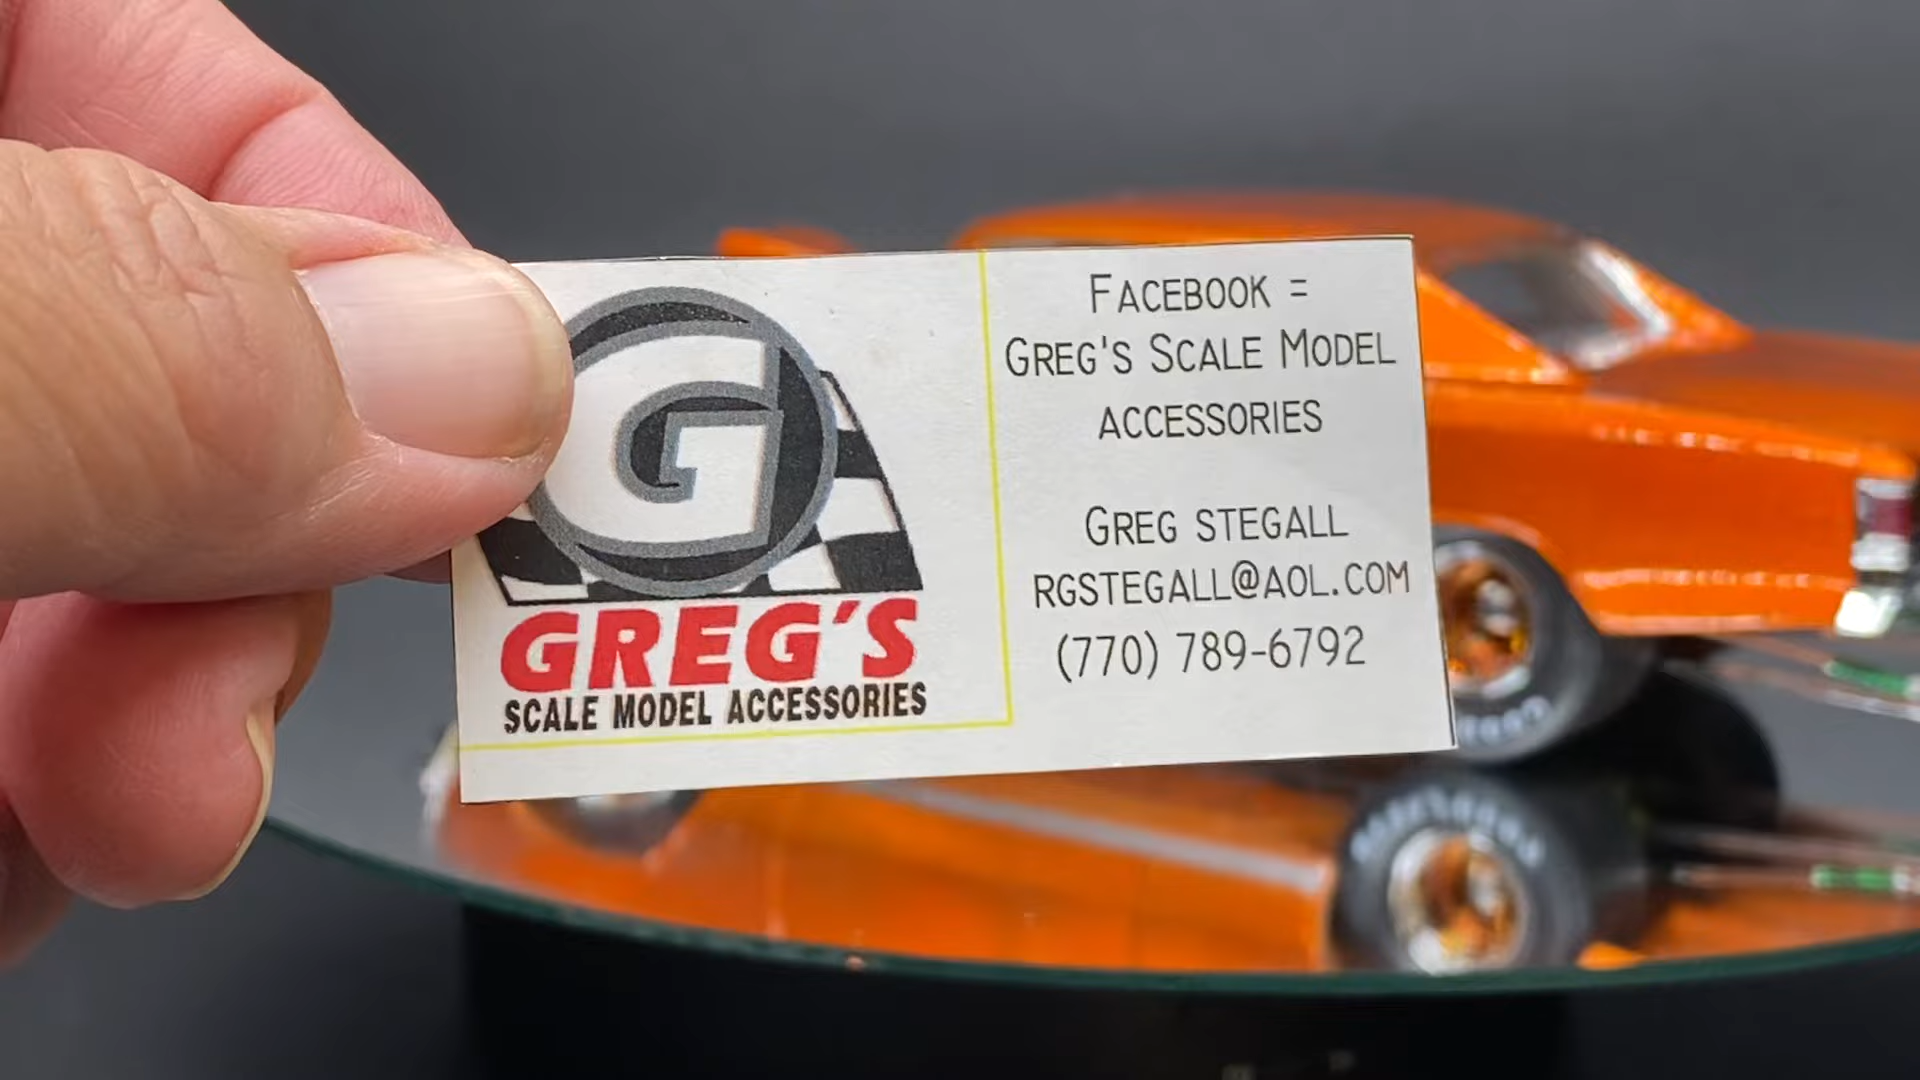 G
GREG'S
SCALE MODEL ACCESSORIES
FACEBOOK =
GREG'S SCALE MODEL
ACCESSORIES
GREG STEGALL
RGSTEGALL@AOL.COM
(770) 789-6792